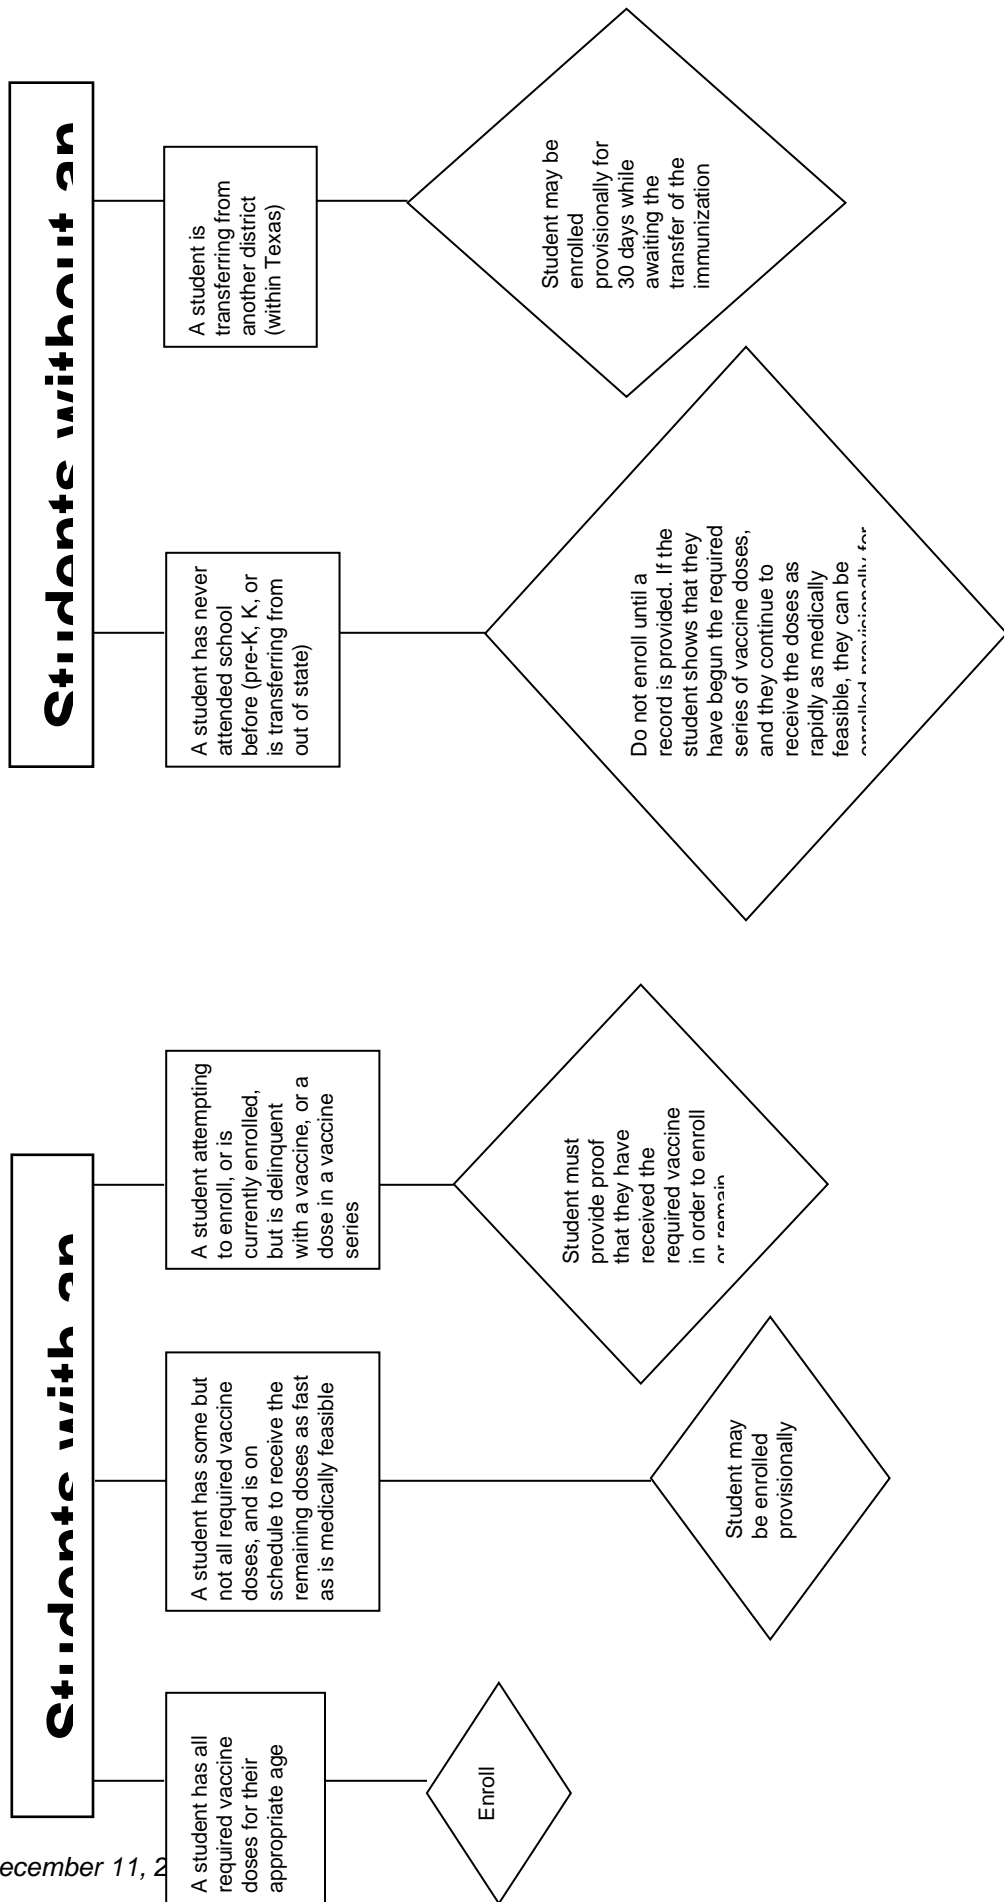 Students with an
A student has all
required vaccine
doses for their
appropriate age
Enroll
A student has some but
not all required vaccine
doses, and is on
schedule to receive the
remaining doses as fast
as is medically feasible
Student may
be enrolled
provisionally
A student attempting
to enroll, or is
currently enrolled,
but is delinquent
with a vaccine, or a
dose in a vaccine
series
Student must
provide proof
that they have
received the
required vaccine
in order to enroll
or remain
Students without an
A student has never
attended school
before (pre-K, K, or
is transferring from
out of state)
Do not enroll until a
record is provided. If the
student shows that they
have begun the required
series of vaccine doses,
and they continue to
receive the doses as
rapidly as medically
feasible, they can be
enrolled provisionally for
A student is
transferring from
another district
(within Texas)
Student may be
enrolled
provisionally for
30 days while
awaiting the
transfer of the
immunization
ecember 11, 2